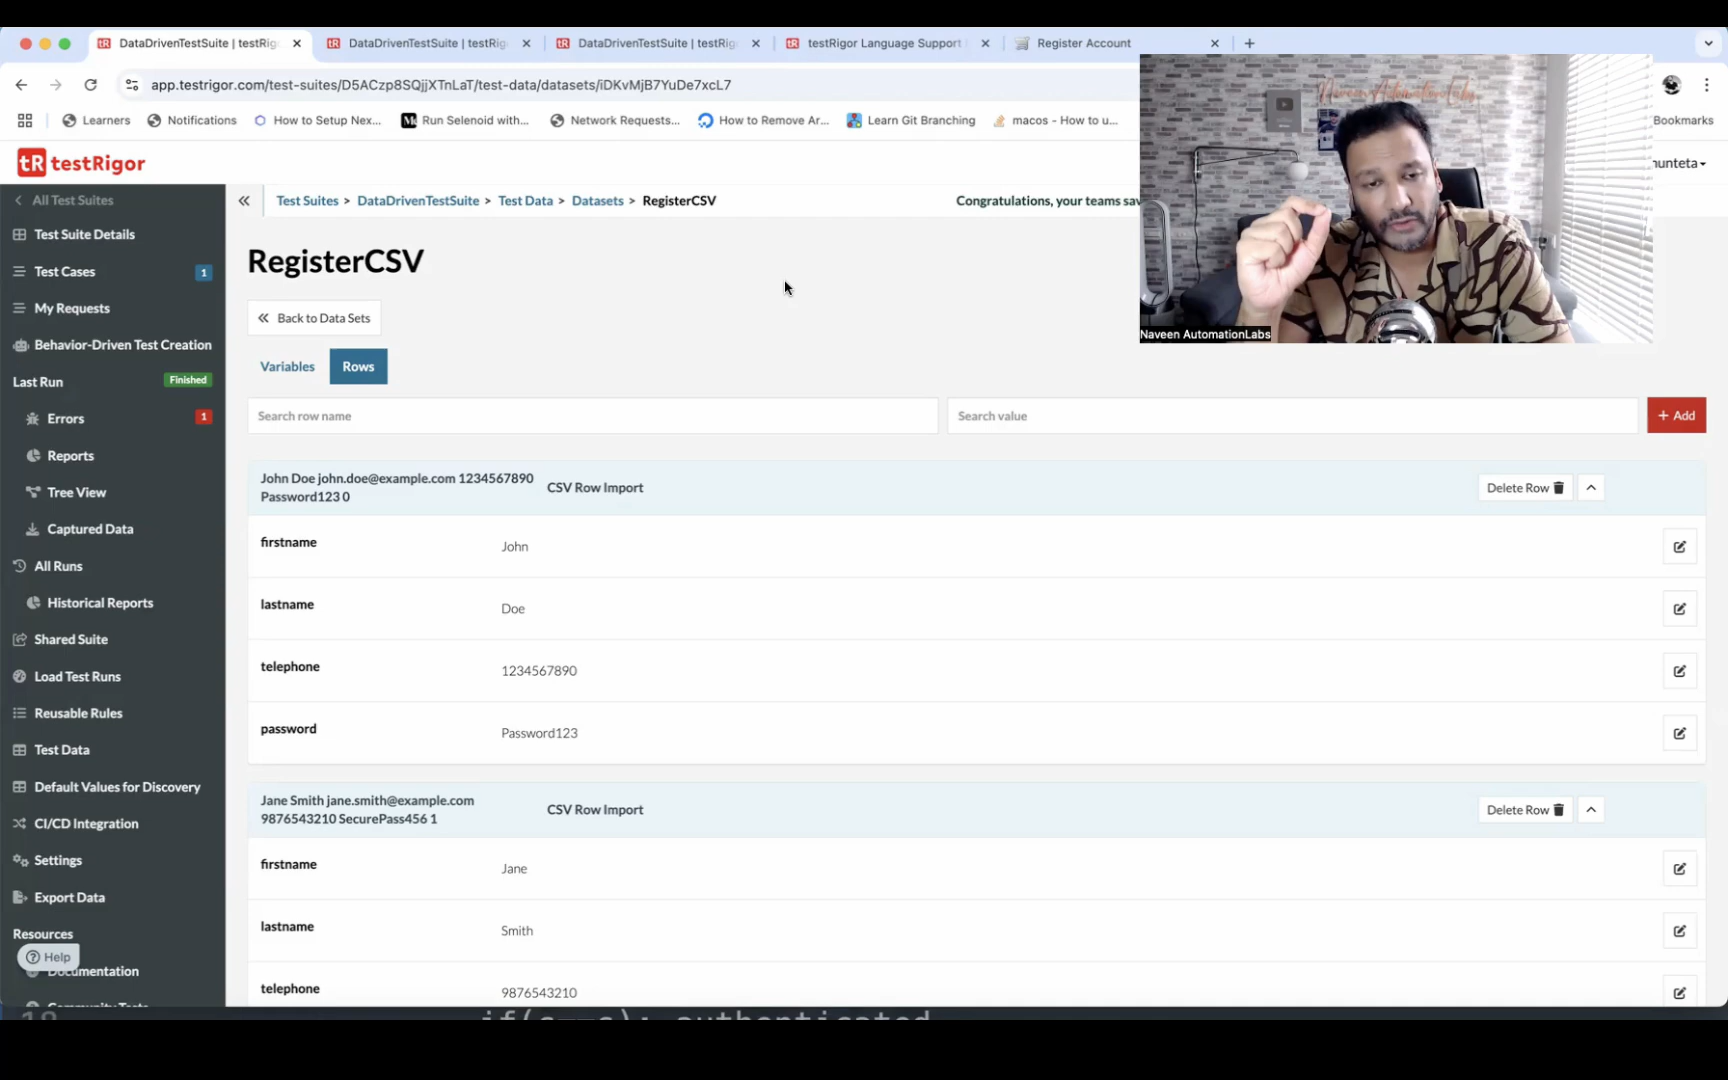 DataDrivenTestSuite | testRig
DataDrivenTestSuite | testRig
DataDrivenTestSuite | testRig
testRigor Language Support
Register Account
app.testrigor.com/test-suites/D5ACzp8SQjjXTnLaT/test-data/datasets/iDKvMjB7YuDe7xcL7
Learners
Notifications
How to Setup Nex...
Run Selenoid with...
Network Requests...
How to Remove Ar...
Learn Git Branching
macos - How to u...
Bookmarks
NaveenAutomationLabs
Naveen AutomationLabs
tR testRigor
unteta
All Test Suites
Test Suites > DataDrivenTestSuite > Test Data > Datasets > RegisterCSV
Congratulations, your teams sav
Test Suite Details
Test Cases 1
My Requests
Behavior-Driven Test Creation
Last Run Finished
Errors 1
Reports
Tree View
Captured Data
All Runs
Historical Reports
Shared Suite
Load Test Runs
Reusable Rules
Test Data
Default Values for Discovery
CI/CD Integration
Settings
Export Data
Resources
Help
Documentation
RegisterCSV
Back to Data Sets
Variables Rows
Search row name
Search value
+ Add
John Doe john.doe@example.com 1234567890
Password123 0
CSV Row Import
Delete Row
firstname John
lastname Doe
telephone 1234567890
password Password123
Jane Smith jane.smith@example.com
9876543210 SecurePass456 1
CSV Row Import
Delete Row
firstname Jane
lastname Smith
telephone 9876543210